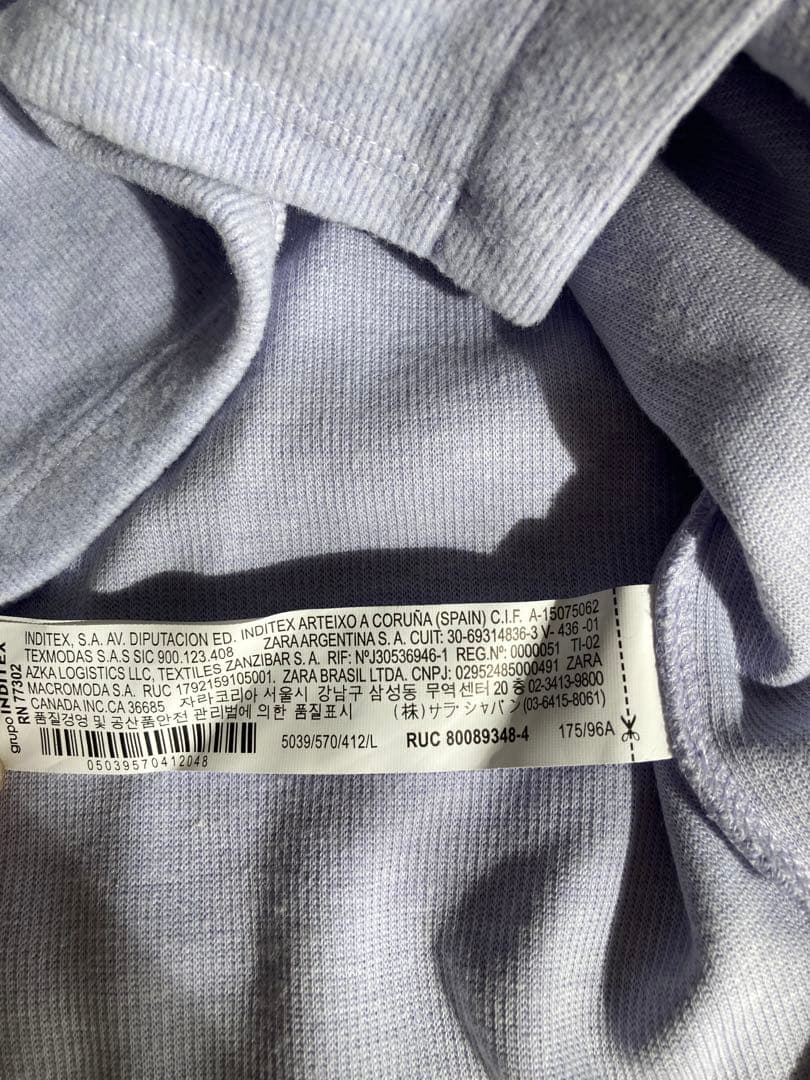 grupo INDITEX
RN 77302
INDITEX, S.A. AV. DIPUTACION ED. INDITEX ARTEIXO A CORUÑA (SPAIN) C.I.F. A-15075062
TEXMODAS S.A.S SIC 900.123.408 ZARA ARGENTINA S. A. CUIT: 30-69314836-3 V- 436 -01
AZKA LOGISTICS LLC, TEXTILES ZANZIBAR S. A. RIF: NºJ30536946-1 REG.Nº: 0000051 TI-02
MACROMODA S.A. RUC 1792159105001. ZARA BRASIL LTDA. CNPJ: 02952485000491 ZARA
CANADA INC.CA 36685 자라코리아 서울시 강남구 삼성동 무역센터 20 층 02-3413-9800
품질경영 및 공산품안전 관리법에 의한 품질표시 (株)サラ・ジャパン (03-6415-8061)
5039/570/412/L RUC 80089348-4 175/96A
05039570412048